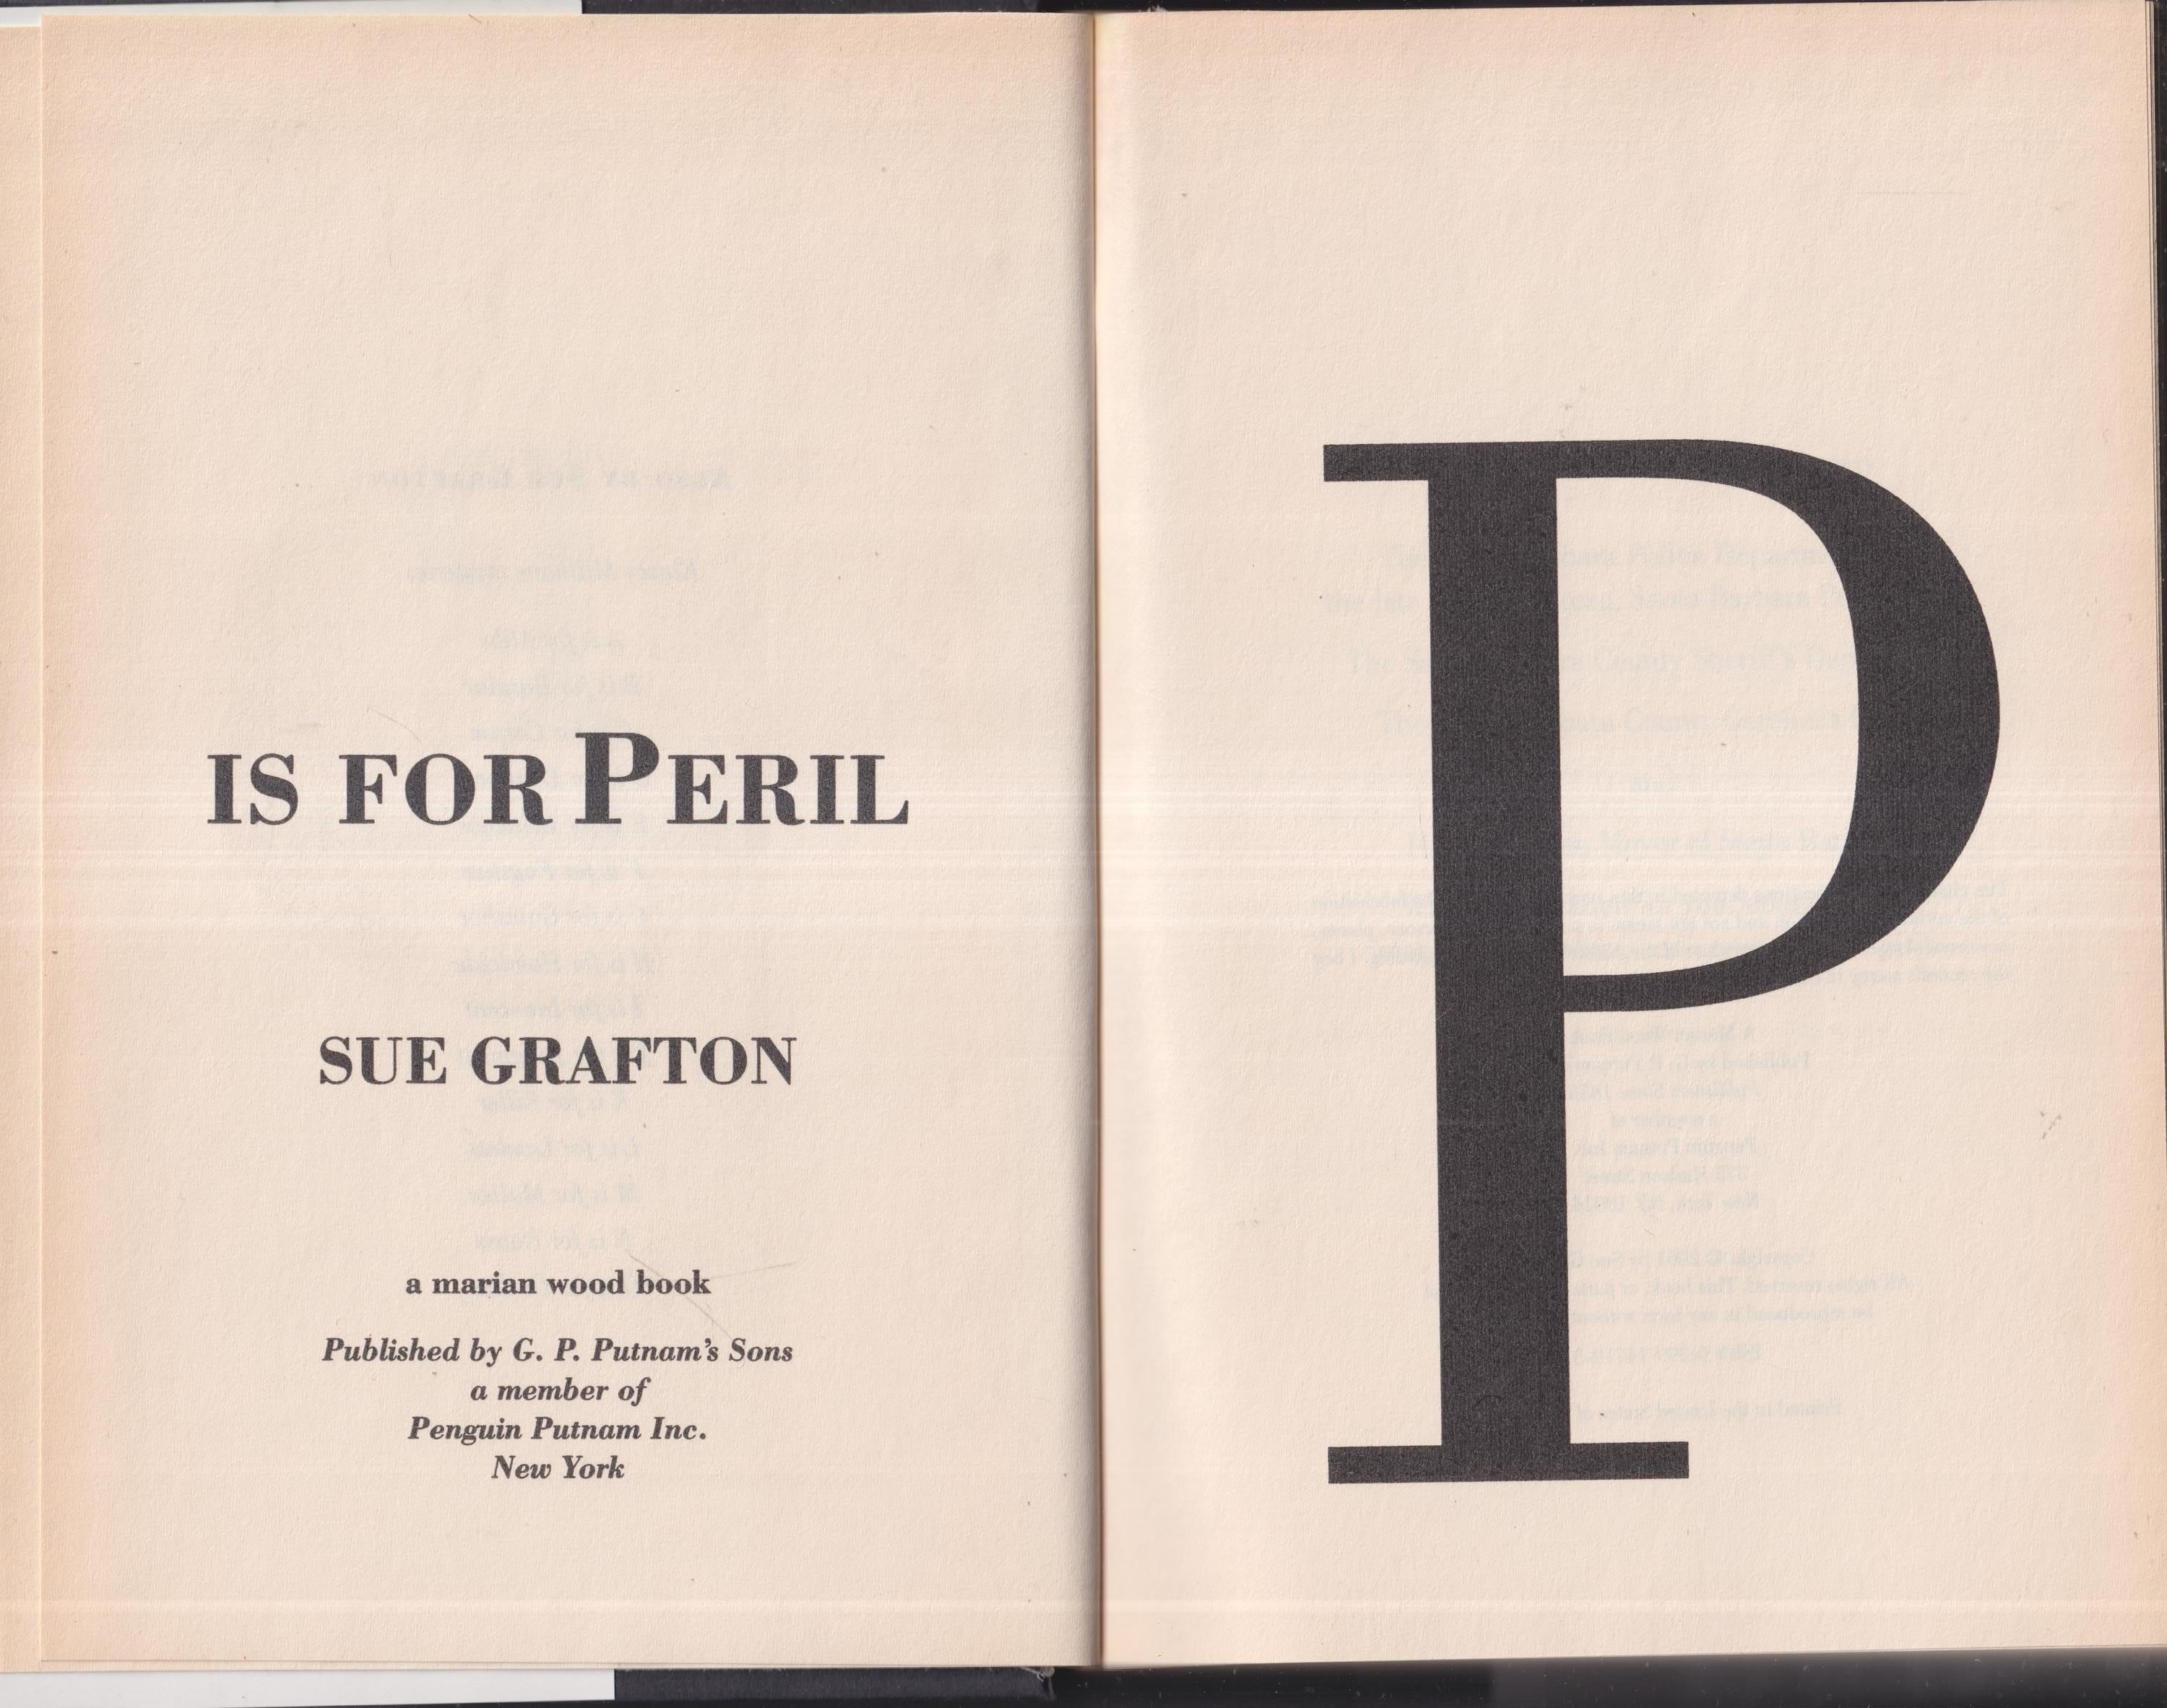 IS FOR PERIL
SUE GRAFTON
a marian wood book
Published by G. P. Putnam's Sons
a member of
Penguin Putnam Inc.
New York
P